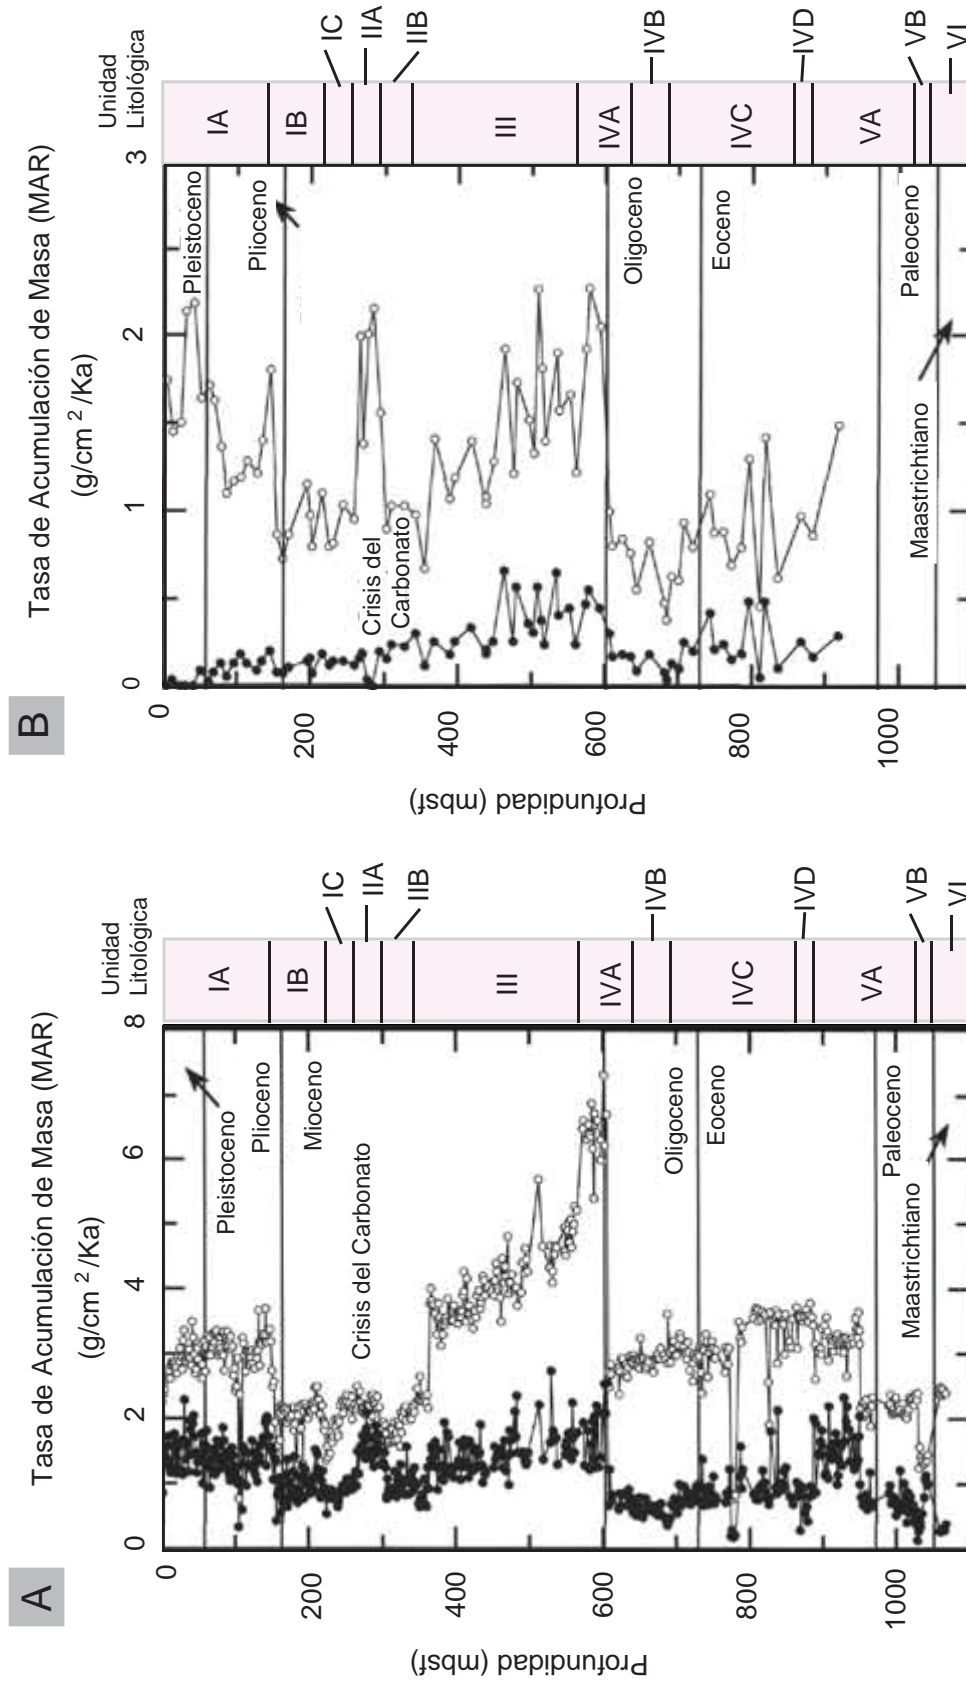 A
Tasa de Acumulación de Masa (MAR)
(g/cm 2 /Ka)
Unidad
Litológica
0
2
4
6
8
Profundidad (mbsf)
0
200
400
600
800
1000
Pleistoceno
Plioceno
Mioceno
Crisis del Carbonato
Oligoceno
Eoceno
Paleoceno
Maastrichtiano
IA
IB
IC
IIA
IIB
III
IVA
IVB
IVC
IVD
VA
VB
VI
B
Tasa de Acumulación de Masa (MAR)
(g/cm 2 /Ka)
Unidad
Litológica
0
1
2
3
Profundidad (mbsf)
0
200
400
600
800
1000
Pleistoceno
Plioceno
Crisis del
Carbonato
Oligoceno
Eoceno
Paleoceno
Maastrichtiano
IA
IB
IC
IIA
IIB
III
IVA
IVB
IVC
IVD
VA
VB
VI